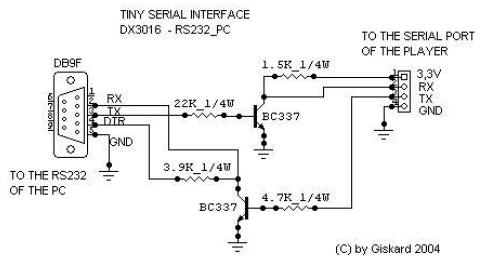 TINY SERIAL INTERFACE
DX3016 - RS232_PC
TO THE SERIAL PORT
OF THE PLAYER
DB9F
1.5K_1/4W
3,3V
RX
TX
GND
1
2
3
4
5
RX
TX
DTR
GND
22K_1/4W
BC337
3.9K_1/4W
4.7K_1/4W
BC337
TO THE RS232
OF THE PC
(C) by Giskard 2004